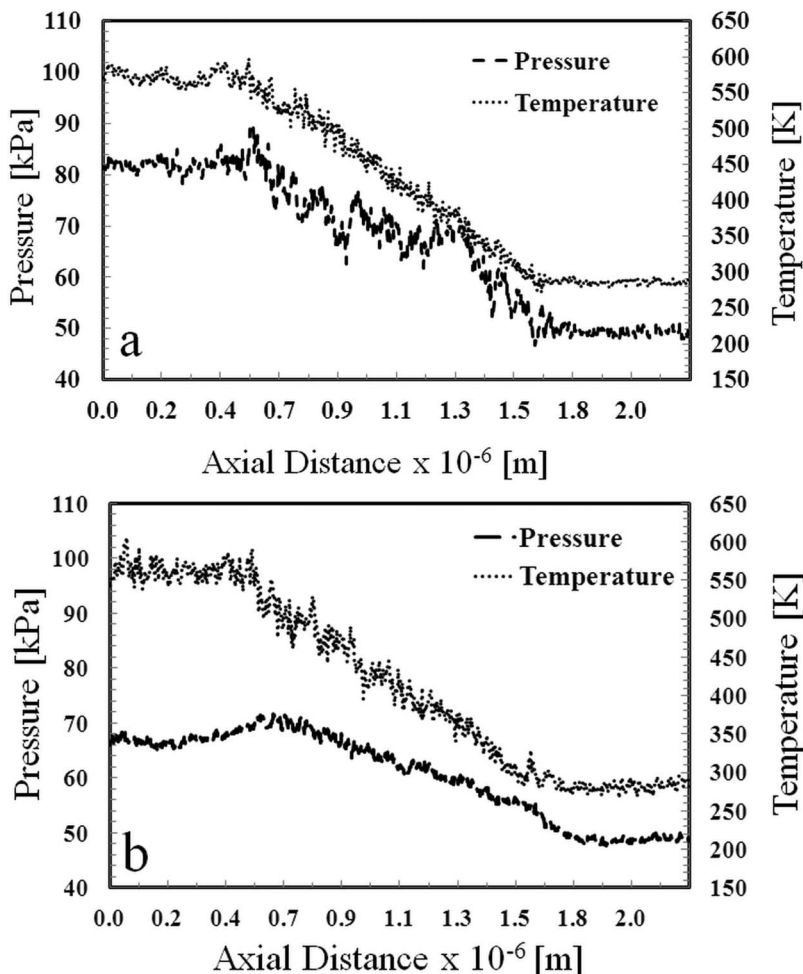 110 650
100 600
90 550
80 500
70 450
60 400
50 350
40 300
250
200
150
Pressure [kPa]
Temperature [K]
Pressure
Temperature
a
0.0 0.2 0.4 0.7 0.9 1.1 1.3 1.5 1.8 2.0
Axial Distance x 10-6 [m]
110 650
100 600
90 550
80 500
70 450
60 400
50 350
40 300
250
200
150
Pressure [kPa]
Temperature [K]
Pressure
Temperature
b
0.0 0.2 0.4 0.7 0.9 1.1 1.3 1.5 1.8 2.0
Axial Distance x 10-6 [m]